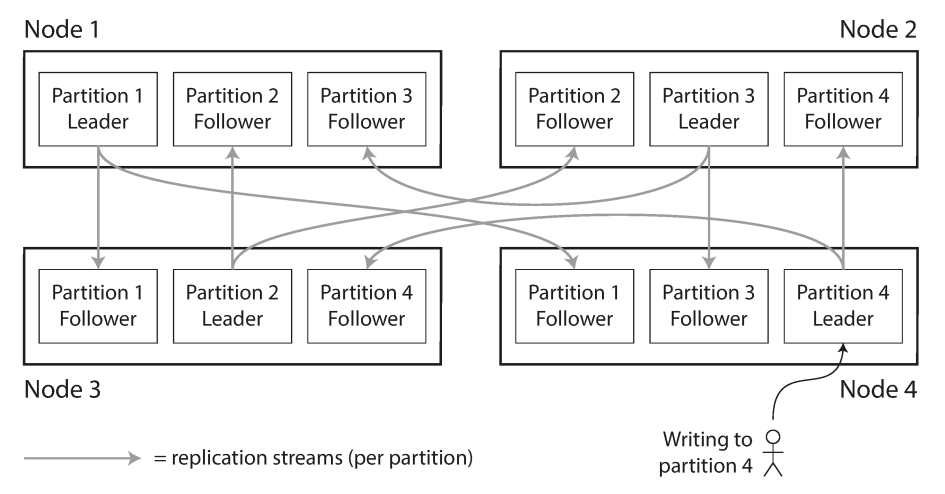 Node 1
Node 2
Partition 1
Leader
Partition 2
Follower
Partition 3
Follower
Partition 2
Follower
Partition 3
Leader
Partition 4
Follower
Partition 1
Follower
Partition 2
Leader
Partition 4
Follower
Partition 1
Follower
Partition 3
Follower
Partition 4
Leader
Node 3
Node 4
= replication streams (per partition)
Writing to
partition 4